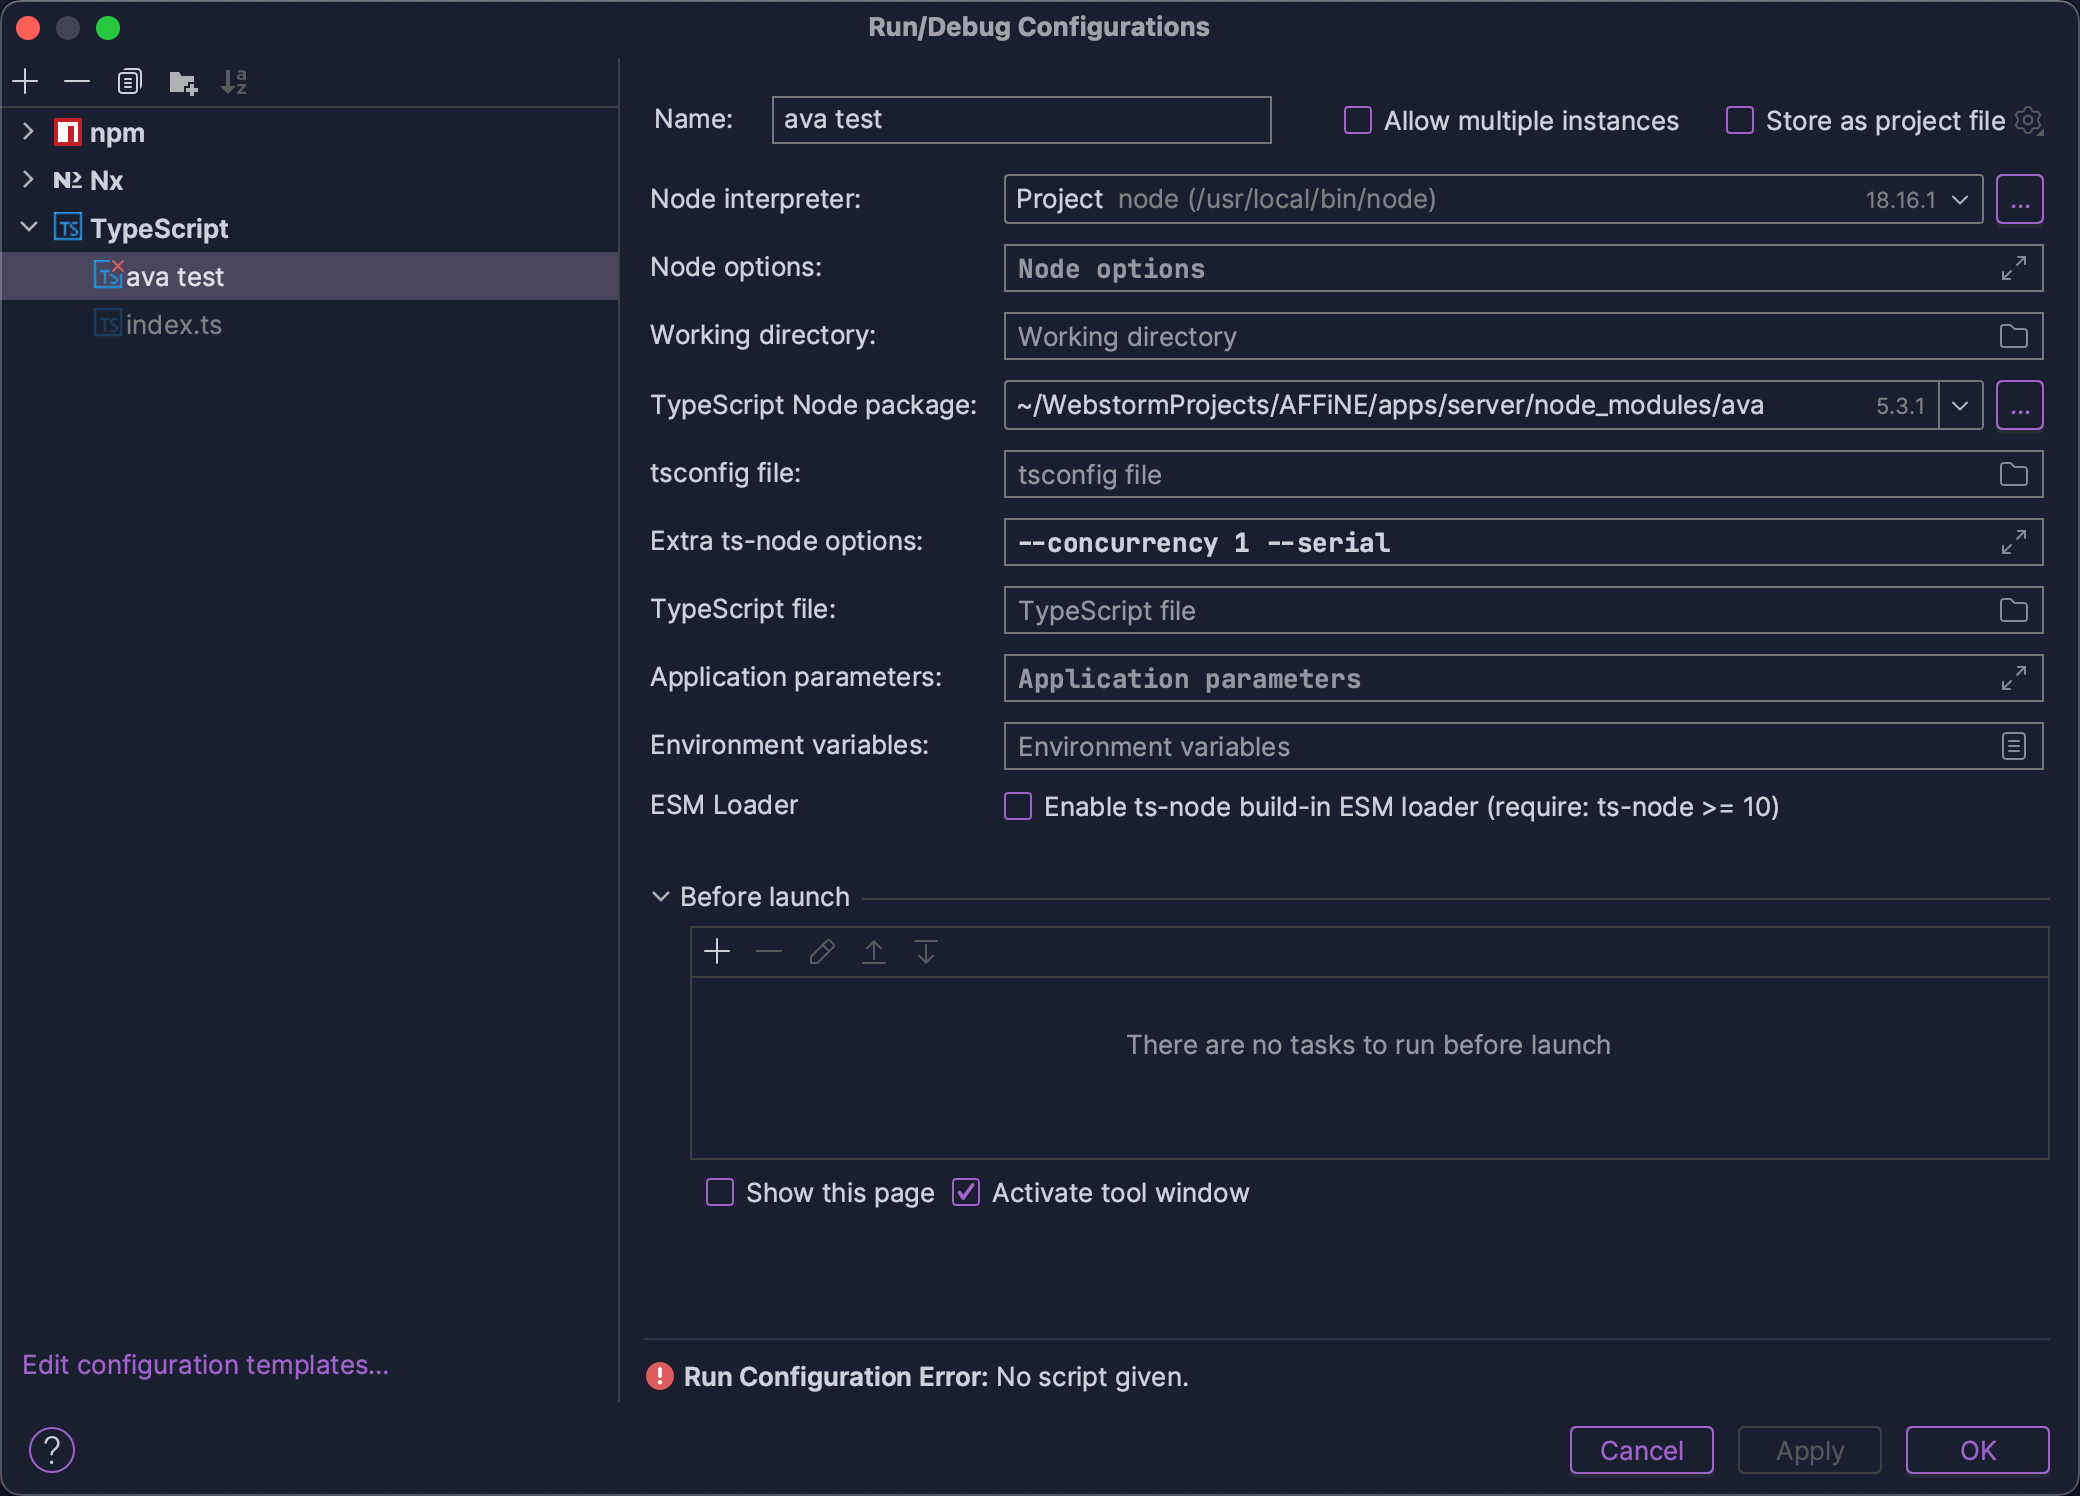 Run/Debug Configurations
npm
Nx
TypeScript
ava test
index.ts
Edit configuration templates...
Name: ava test Allow multiple instances Store as project file
Node interpreter: Project node (/usr/local/bin/node) 18.16.1 ...
Node options: Node options
Working directory: Working directory
TypeScript Node package: ~/WebstormProjects/AFFiNE/apps/server/node_modules/ava 5.3.1 ...
tsconfig file: tsconfig file
Extra ts-node options: --concurrency 1 --serial
TypeScript file: TypeScript file
Application parameters: Application parameters
Environment variables: Environment variables
ESM Loader Enable ts-node build-in ESM loader (require: ts-node >= 10)
Before launch
There are no tasks to run before launch
Show this page Activate tool window
Run Configuration Error: No script given.
? Cancel Apply OK